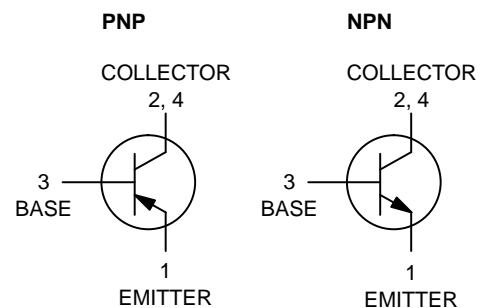 PNP
COLLECTOR
2, 4
3
BASE
1
EMITTER
NPN
COLLECTOR
2, 4
3
BASE
1
EMITTER